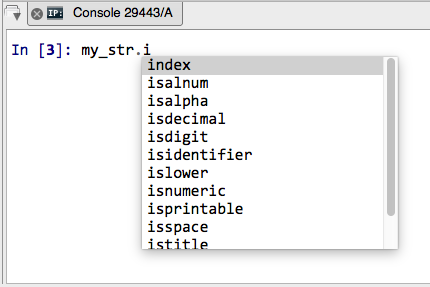 IP: Console 29443/A
In [3]: my_str.i
index
isalnum
isalpha
isdecimal
isdigit
isidentifier
islower
isnumeric
isprintable
isspace
istitle